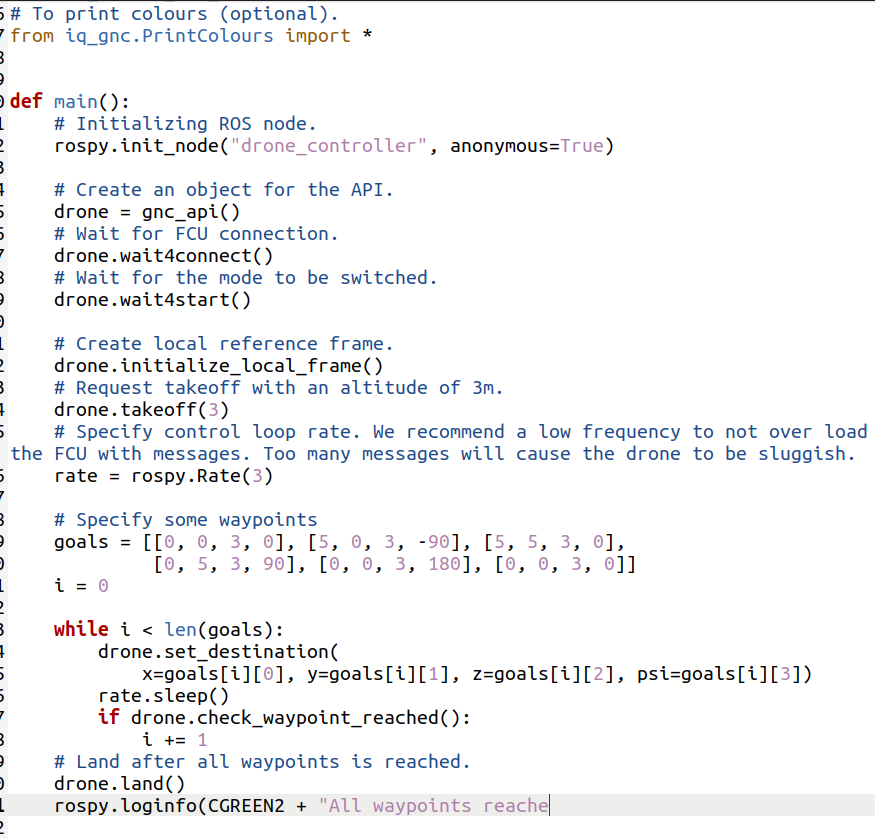 # To print colours (optional).
from iq_gnc.PrintColours import *
def main():
    # Initializing ROS node.
    rospy.init_node("drone_controller", anonymous=True)
    # Create an object for the API.
    drone = gnc_api()
    # Wait for FCU connection.
    drone.wait4connect()
    # Wait for the mode to be switched.
    drone.wait4start()
    # Create local reference frame.
    drone.initialize_local_frame()
    # Request takeoff with an altitude of 3m.
    drone.takeoff(3)
    # Specify control loop rate. We recommend a low frequency to not over load
the FCU with messages. Too many messages will cause the drone to be sluggish.
    rate = rospy.Rate(3)
    # Specify some waypoints
    goals = [[0, 0, 3, 0], [5, 0, 3, -90], [5, 5, 3, 0],
             [0, 5, 3, 90], [0, 0, 3, 180], [0, 0, 3, 0]]
    i = 0
    while i < len(goals):
        drone.set_destination(
            x=goals[i][0], y=goals[i][1], z=goals[i][2], psi=goals[i][3])
        rate.sleep()
        if drone.check_waypoint_reached():
            i += 1
    # Land after all waypoints is reached.
    drone.land()
    rospy.loginfo(CGREEN2 + "All waypoints reache